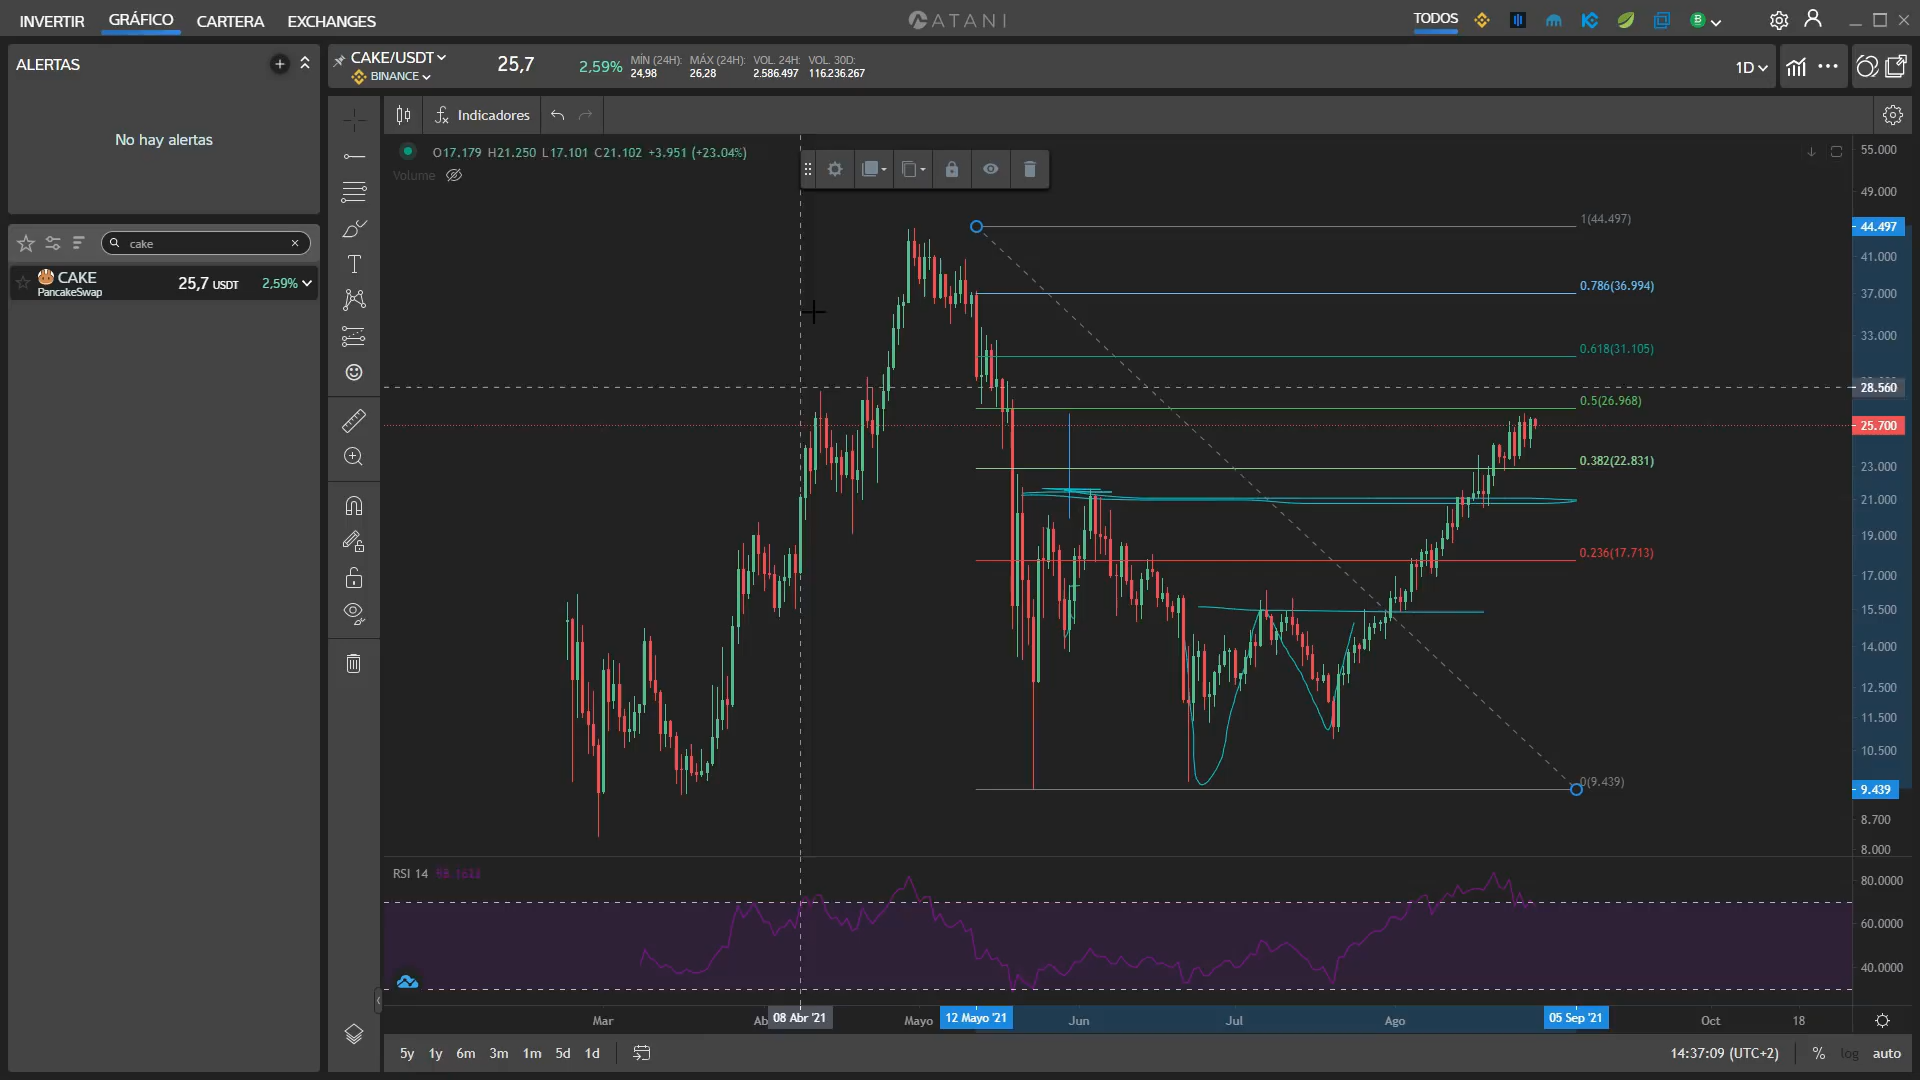 INVERTIR GRÁFICO CARTERA EXCHANGES ATANI TODOS
ALERTAS
No hay alertas
cake
CAKE 25,7 USDT 2,59%
PancakeSwap
CAKE/USDT 25,7 2,59% MÍN (24H): MÁX (24H): VOL. 24H: VOL. 30D: 1D
BINANCE 24,98 26,28 2.586.497 116.236.267
Indicadores
O17.179 H21.250 L17.101 C21.102 +3.951 (+23.04%)
Volume
1(44.497)
0.786(36.994)
0.618(31.105)
0.5(26.968)
0.382(22.831)
0.236(17.713)
0(9.439)
55.000
49.000
44.497
41.000
37.000
33.000
28.560
25.700
23.000
21.000
19.000
17.000
15.500
14.000
12.500
11.500
10.500
9.439
8.700
8.000
RSI 14
80.0000
60.0000
40.0000
Mar Ab 08 Abr '21 Mayo 12 Mayo '21 Jun Jul Ago 05 Sep '21 Oct 18
5y 1y 6m 3m 1m 5d 1d 14:37:09 (UTC+2) % log auto